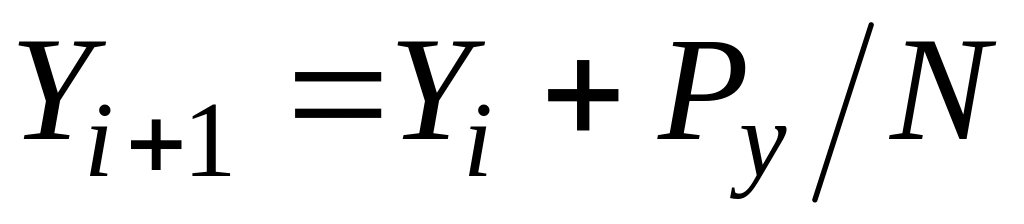 Y_{i+1} = Y_i + P_y / N